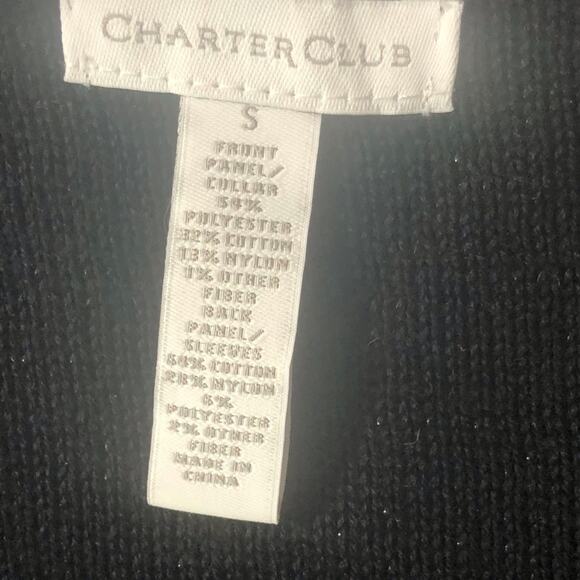 CHARTER CLUB
S
FRONT
PANEL/
COLLAR
54%
POLYESTER
32% COTTON
13% NYLON
1% OTHER
FIBER
BACK
PANEL/
SLEEVES
64% COTTON
28% NYLON
6%
POLYESTER
2% OTHER
FIBER
MADE IN
CHINA